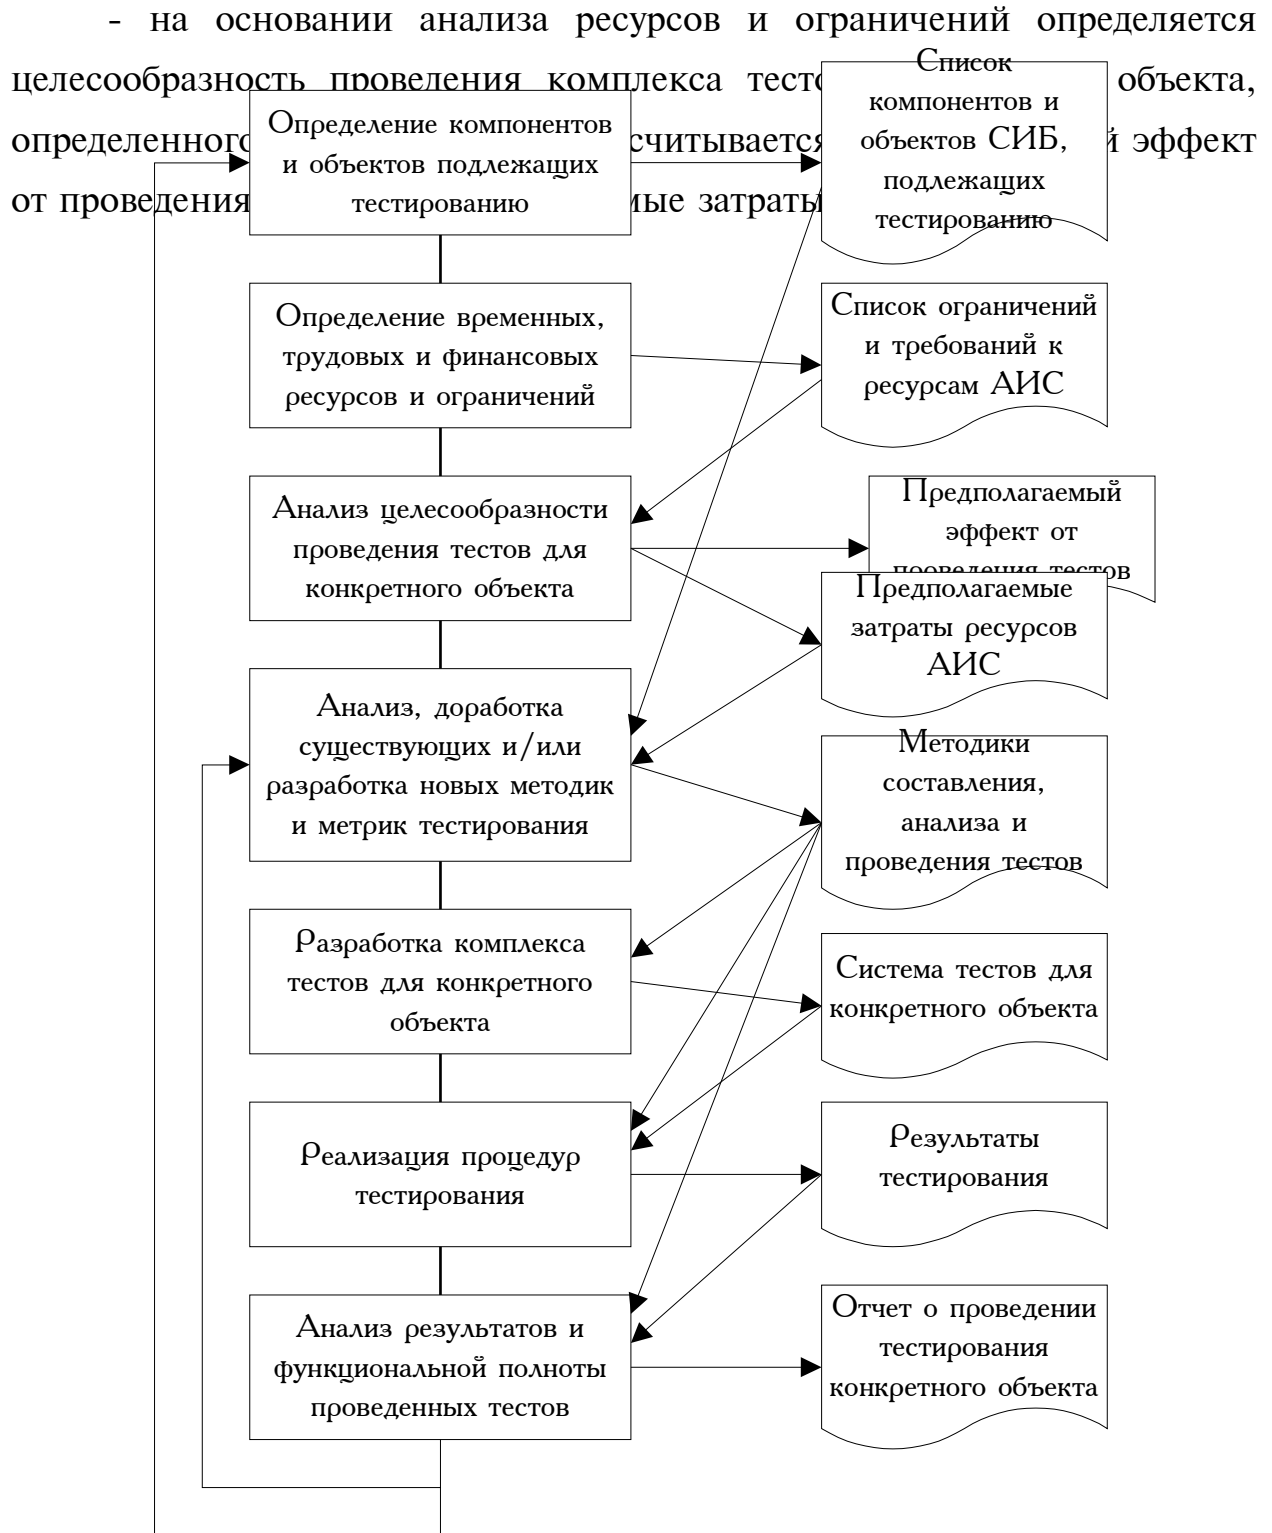 - на основании анализа ресурсов и ограничений определяется
целесообразность проведения комплекса объекта,
эффект
от проведения затраты
Определение компонентов
и объектов подлежащих
тестированию
Список
компонентов и
объектов СИБ,
подлежащих
тестированию
Определение временных,
трудовых и финансовых
ресурсов и ограничений
Список ограничений
и требований к
ресурсам АИС
Анализ целесообразности
проведения тестов для
конкретного объекта
Предполагаемый
эффект от
проведения тестов
Предполагаемые
затраты ресурсов
АИС
Анализ, доработка
существующих и/или
разработка новых методик
и метрик тестирования
Методики
составления,
анализа и
проведения тестов
Разработка комплекса
тестов для конкретного
объекта
Система тестов для
конкретного объекта
Реализация процедур
тестирования
Результаты
тестирования
Анализ результатов и
функциональной полноты
проведенных тестов
Отчет о проведении
тестирования
конкретного объекта